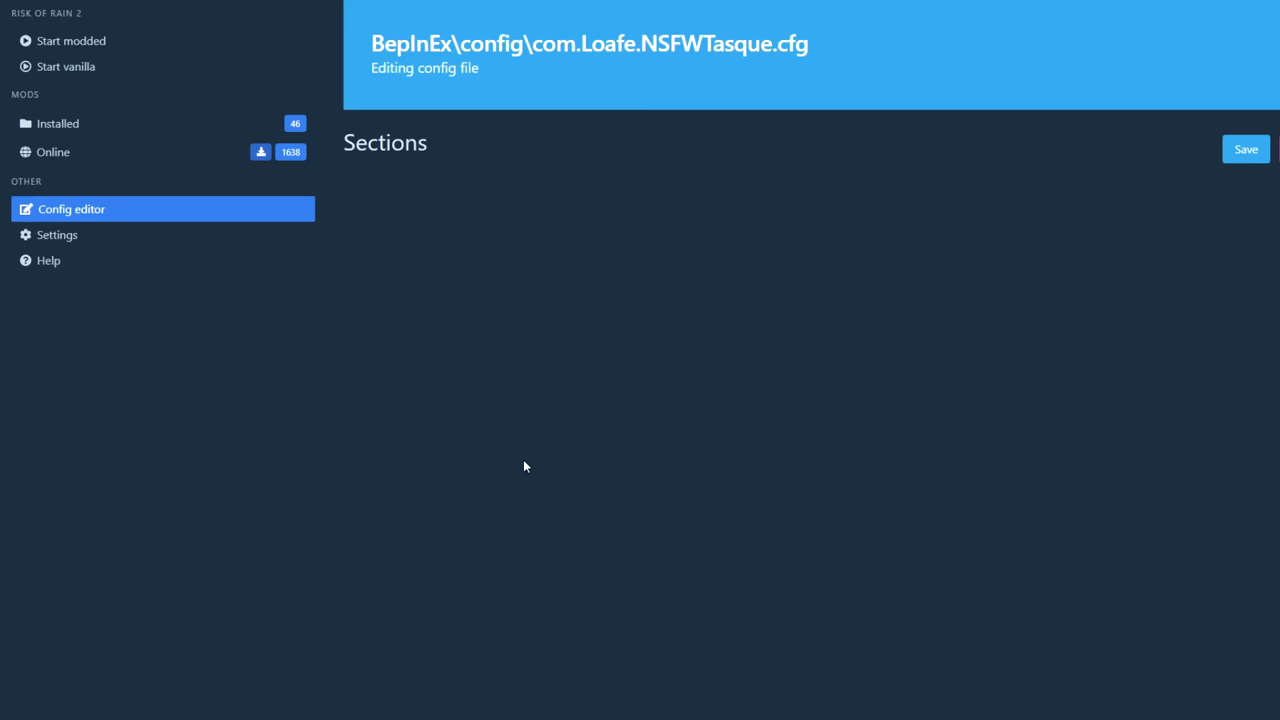 RISK OF RAIN 2
Start modded
Start vanilla
MODS
Installed 46
Online 1638
OTHER
Config editor
Settings
Help
BepInEx\config\com.Loafe.NSFWTasque.cfg
Editing config file
Sections
Save